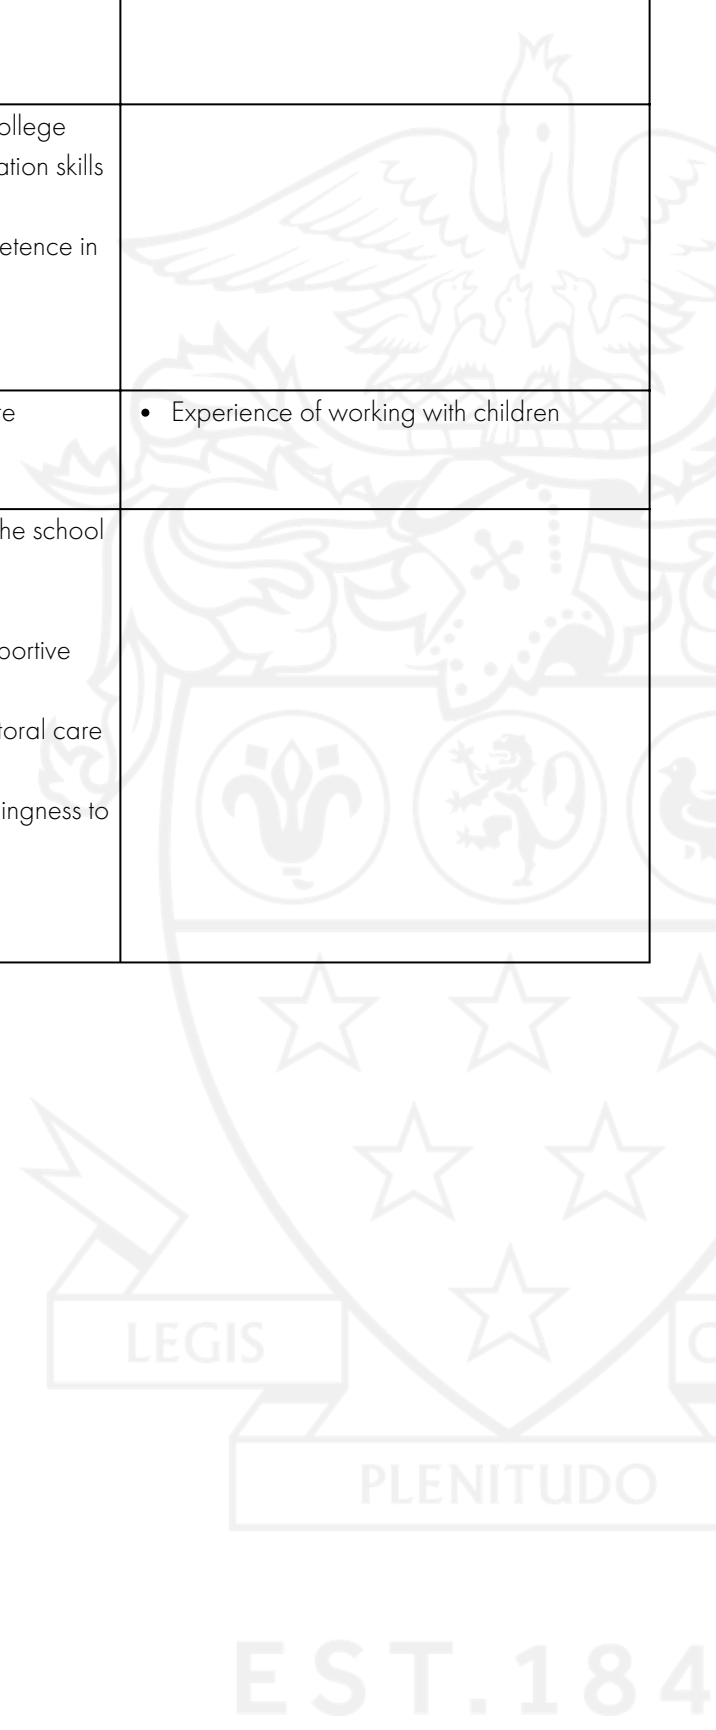 ollege
ation skills
etence in
re
• Experience of working with children
he school
portive
toral care
ingness to
LEGIS
C
PLENITUDO
EST.184